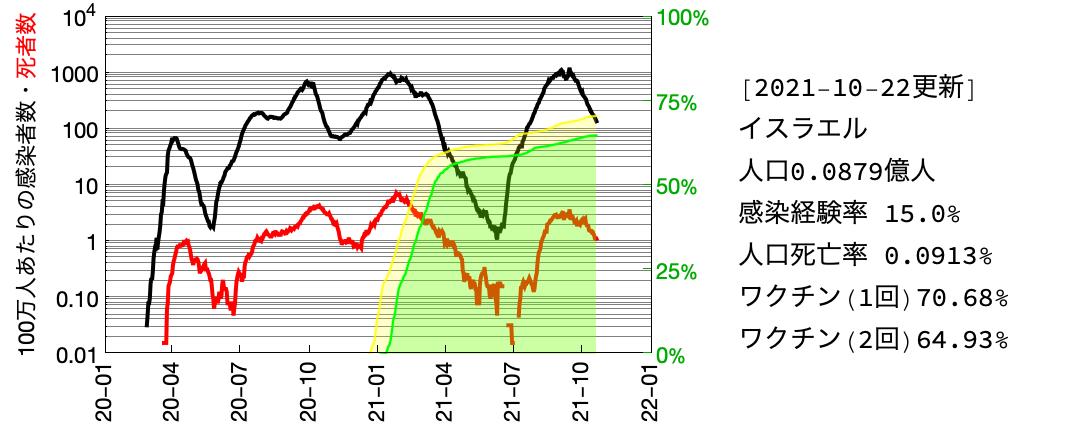 100万人あたりの感染者数・死者数
10⁴
1000
100
10
1
0.1
0.10
0.01
100%
75%
50%
25%
0%
20-01
20-04
20-07
20-10
21-01
21-04
21-07
21-10
22-01
[2021-10-22更新]
イスラエル
人口0.0879億人
感染経験率 15.0%
人口死亡率 0.0913%
ワクチン(1回)70.68%
ワクチン(2回)64.93%